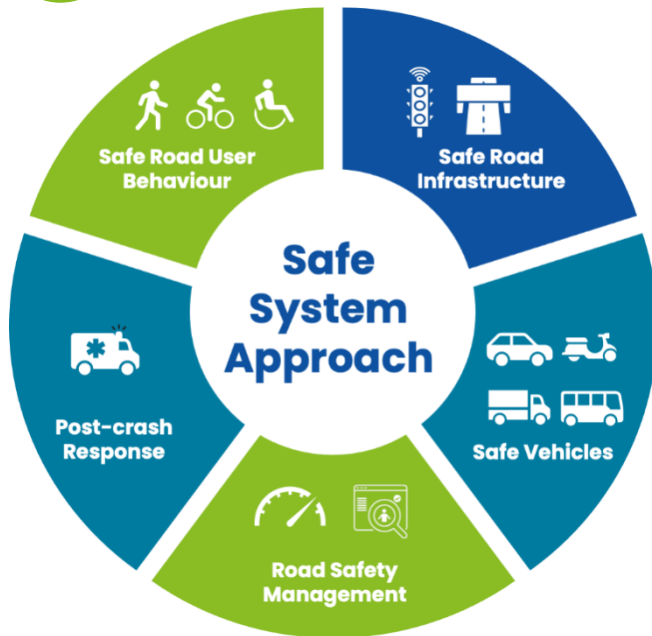 Safe Road User
Behaviour
Safe Road
Infrastructure
Safe
System
Approach
Post-crash
Response
Safe Vehicles
Road Safety
Management